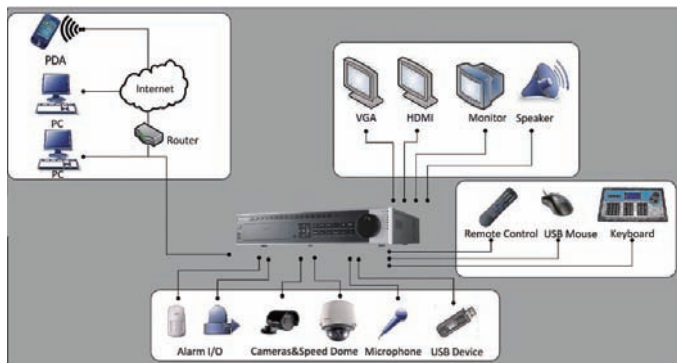 PDA
Internet
PC
Router
PC
VGA HDMI Monitor Speaker
Remote Control USB Mouse Keyboard
Alarm I/O Cameras&Speed Dome Microphone USB Device